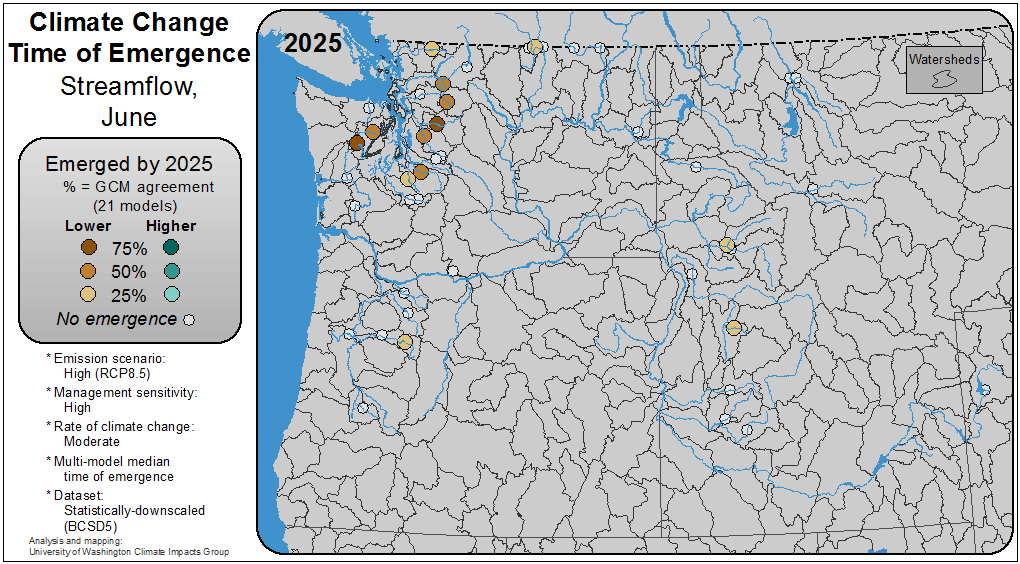 Climate Change
Time of Emergence
Streamflow,
June
Emerged by 2025
% = GCM agreement
(21 models)
Lower Higher
75%
50%
25%
No emergence
* Emission scenario:
High (RCP8.5)
* Management sensitivity:
High
* Rate of climate change:
Moderate
* Multi-model median
time of emergence
* Dataset:
Statistically-downscaled
(BCSD5)
Analysis and mapping:
University of Washington Climate Impacts Group
2025
Watersheds